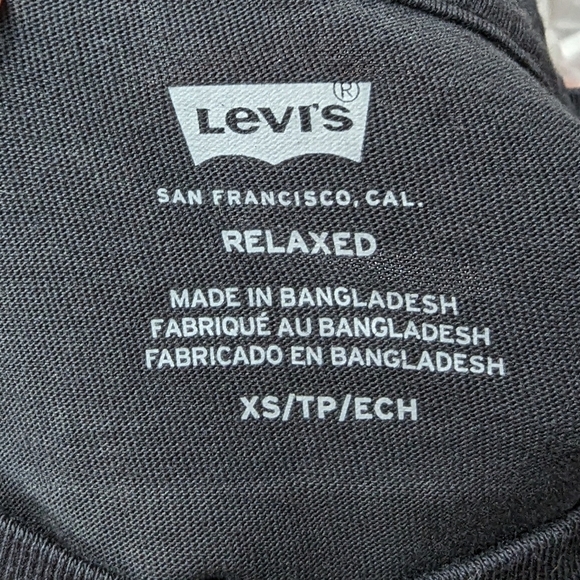 Levi's ®
SAN FRANCISCO, CAL.
RELAXED
MADE IN BANGLADESH
FABRIQUÉ AU BANGLADESH
FABRICADO EN BANGLADESH
XS/TP/ECH